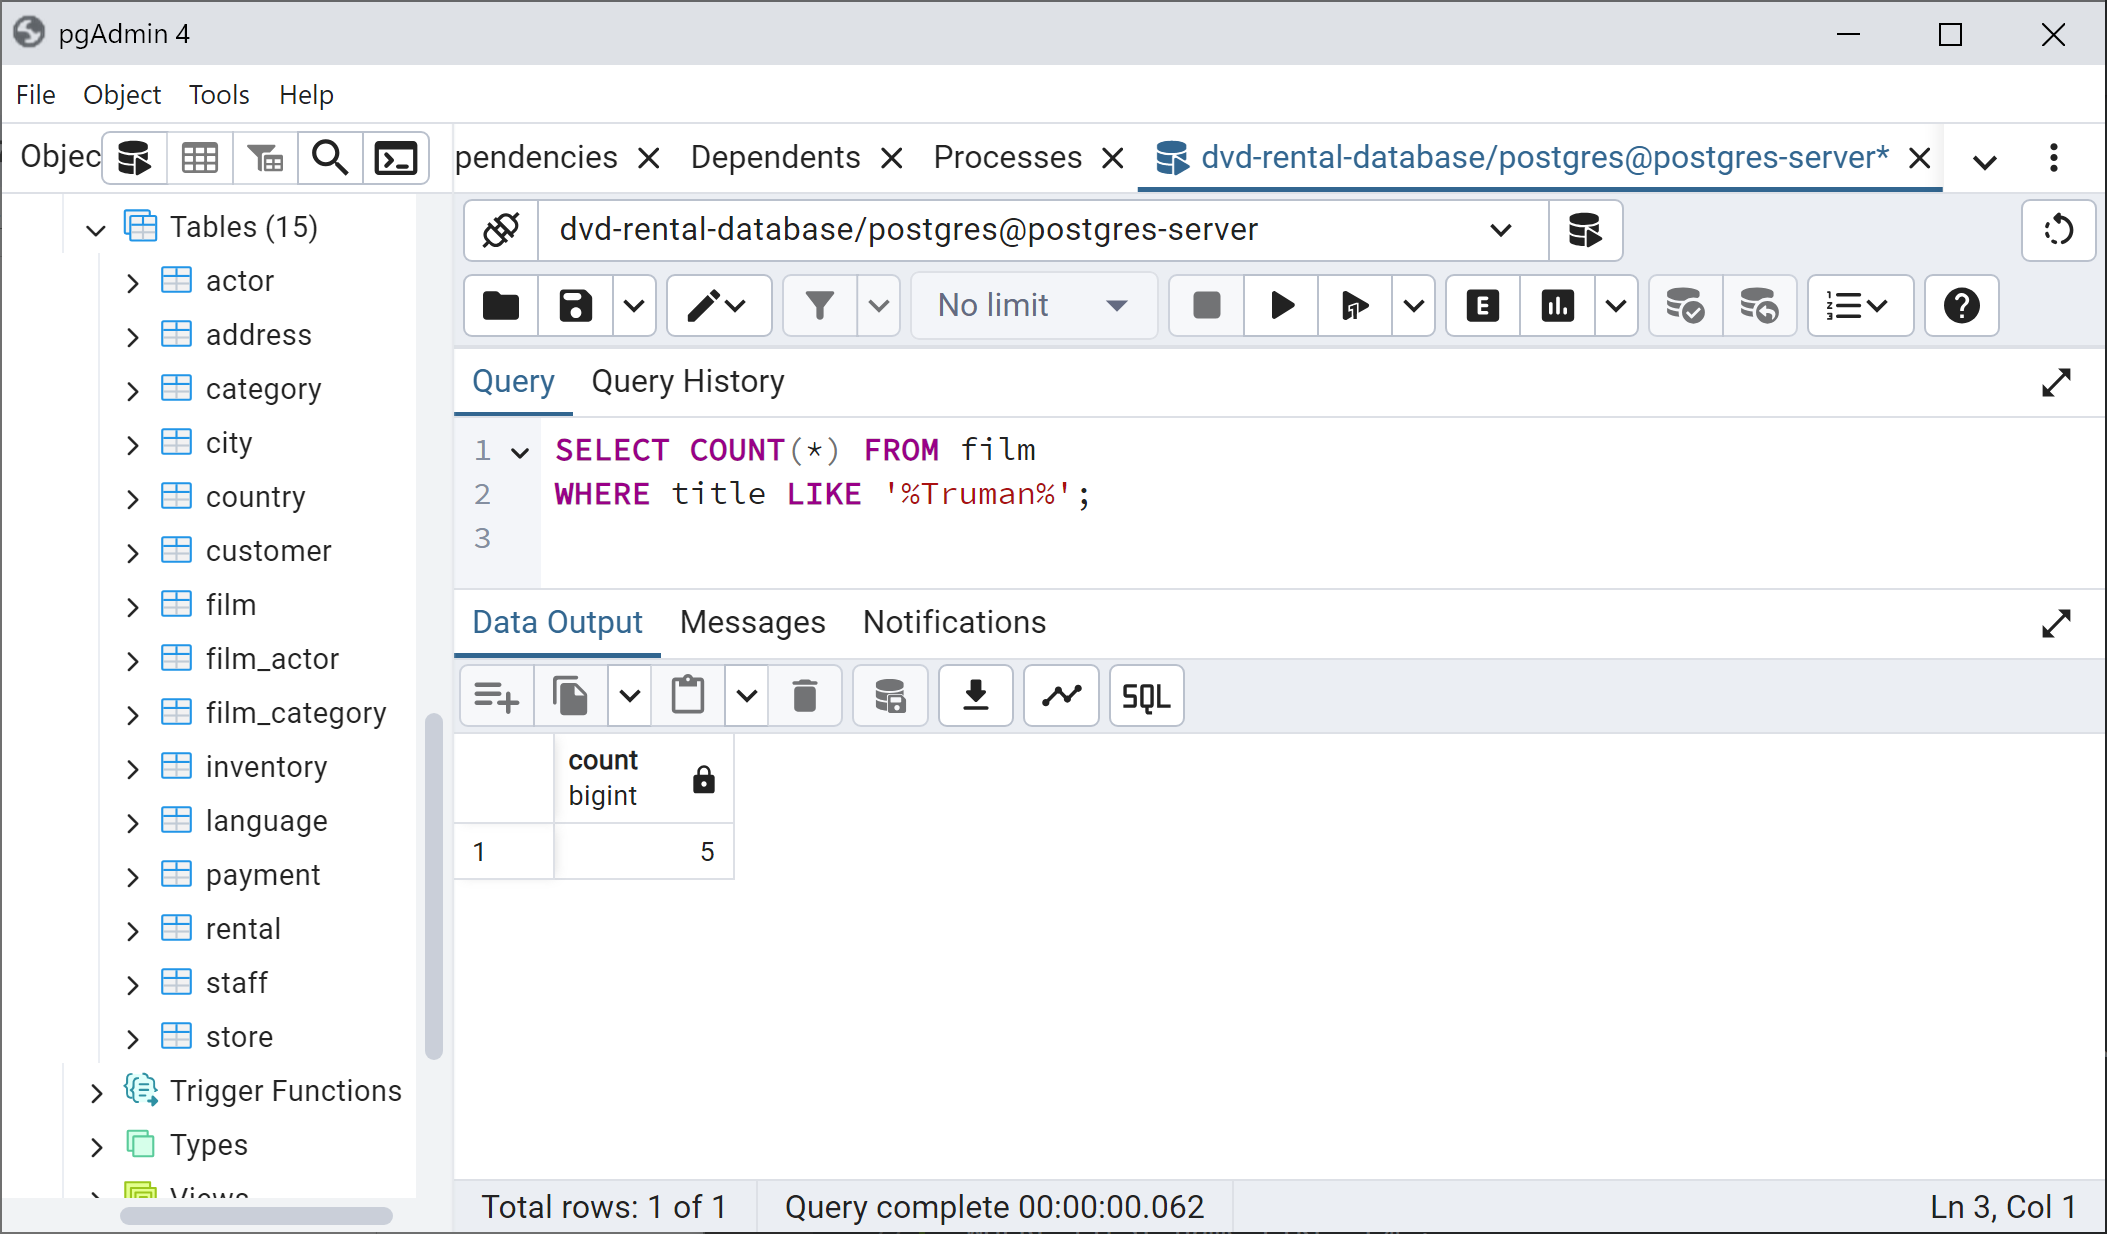 pgAdmin 4
File Object Tools Help
Objec
pendencies Dependents Processes dvd-rental-database/postgres@postgres-server*
Tables (15)
actor
address
category
city
country
customer
film
film_actor
film_category
inventory
language
payment
rental
staff
store
Trigger Functions
Types
Views
dvd-rental-database/postgres@postgres-server
No limit
E
Query Query History
1 SELECT COUNT(*) FROM film
2 WHERE title LIKE '%Truman%';
3
Data Output Messages Notifications
SQL
count
bigint
1 5
Total rows: 1 of 1 Query complete 00:00:00.062 Ln 3, Col 1